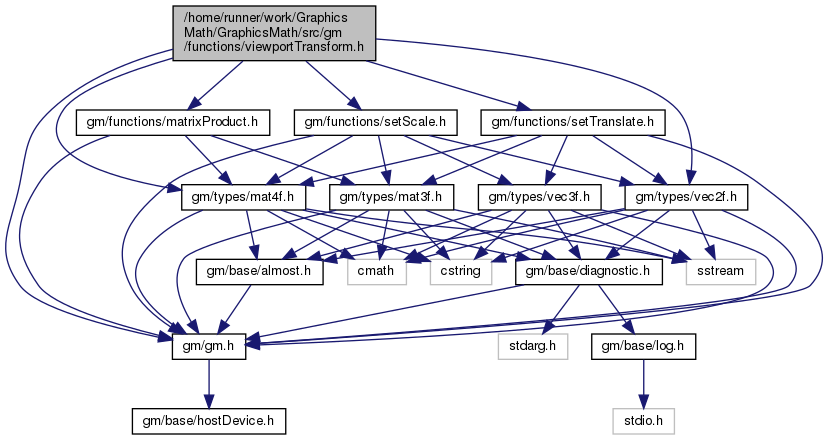 /home/runner/work/Graphics
Math/GraphicsMath/src/gm
/functions/viewportTransform.h
gm/functions/matrixProduct.h
gm/functions/setScale.h
gm/functions/setTranslate.h
gm/types/mat4f.h
gm/types/mat3f.h
gm/types/vec3f.h
gm/types/vec2f.h
gm/base/almost.h
cmath
cstring
gm/base/diagnostic.h
sstream
gm/gm.h
stdarg.h
gm/base/log.h
gm/base/hostDevice.h
stdio.h